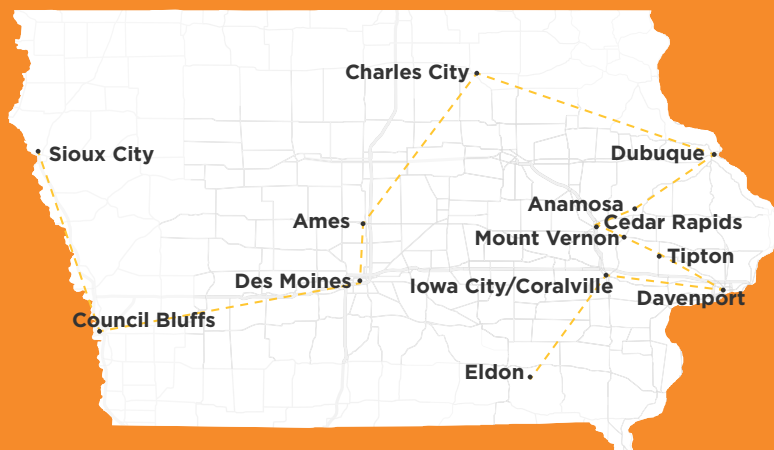 Charles City
Sioux City
Dubuque
Anamosa
Ames
Cedar Rapids
Mount Vernon
Tipton
Des Moines
Iowa City/Coralville
Davenport
Council Bluffs
Eldon